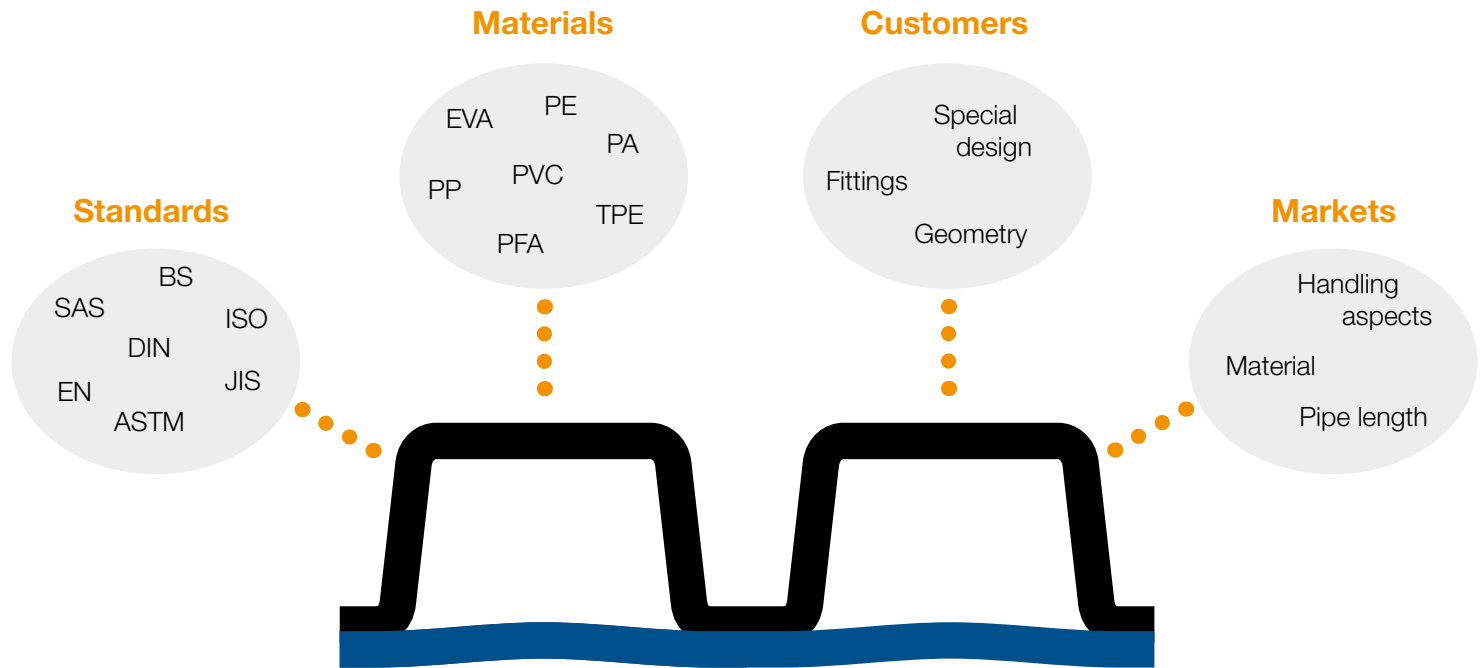 Standards
BS
SAS
ISO
DIN
EN
JIS
ASTM
Materials
EVA
PE
PA
PVC
PP
TPE
PFA
Customers
Special
design
Fittings
Geometry
Markets
Handling
aspects
Material
Pipe length